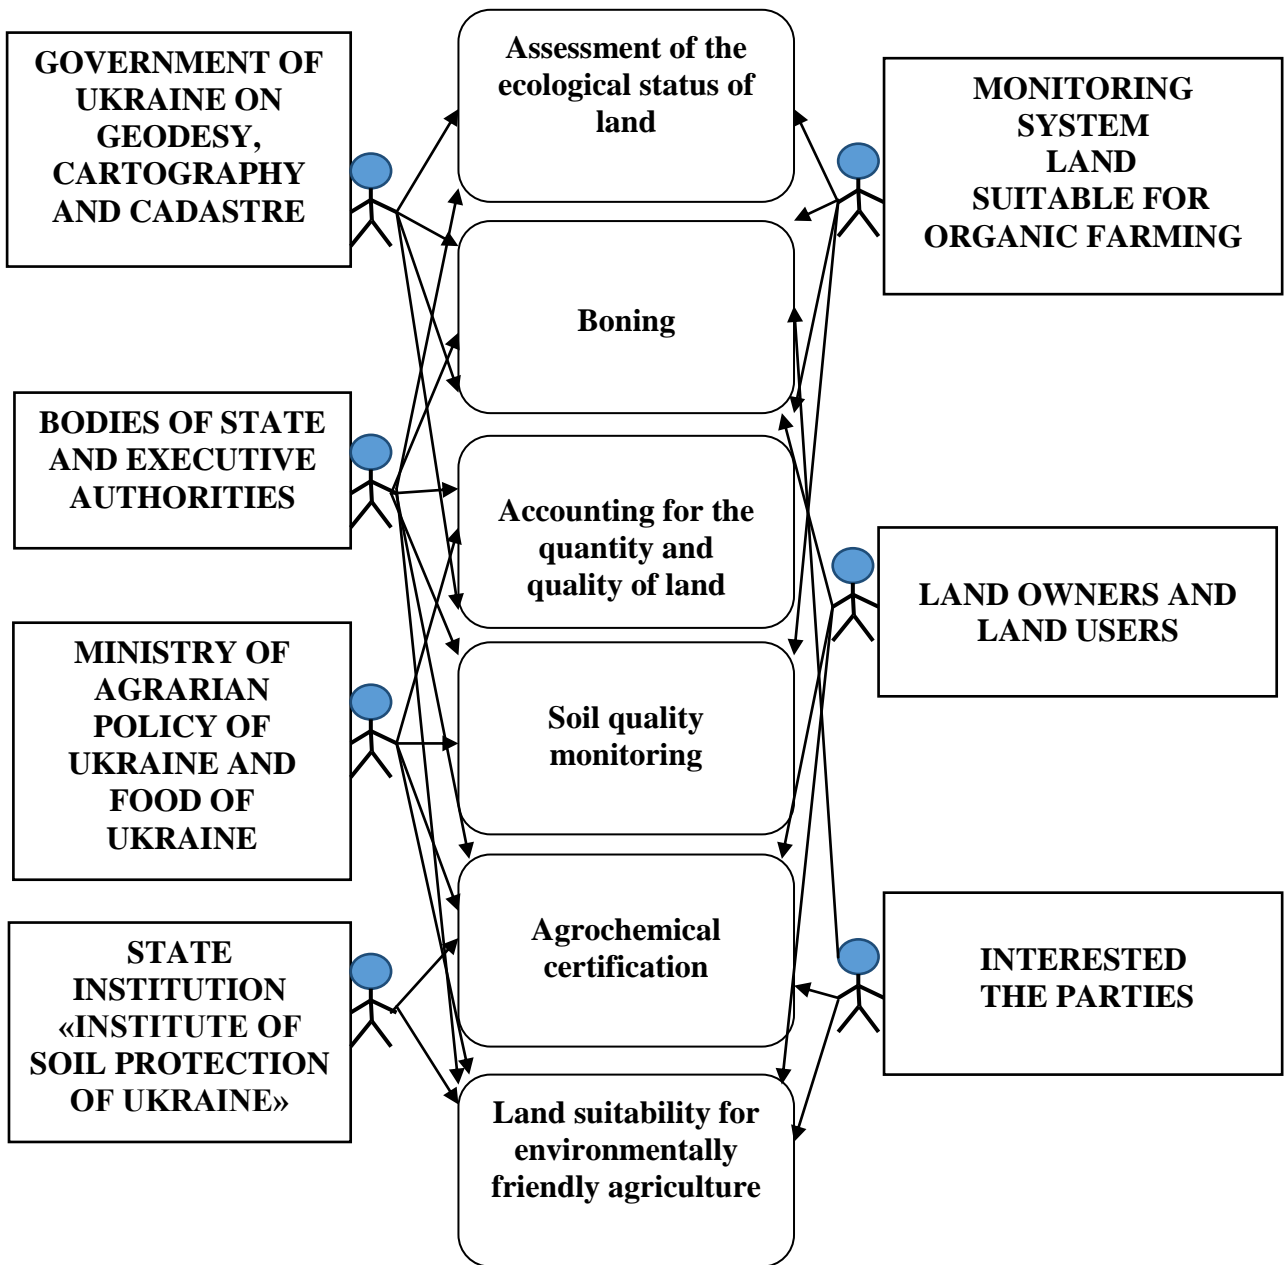 GOVERNMENT OF
UKRAINE ON
GEODESY,
CARTOGRAPHY
AND CADASTRE
BODIES OF STATE
AND EXECUTIVE
AUTHORITIES
MINISTRY OF
AGRARIAN
POLICY OF
UKRAINE AND
FOOD OF
UKRAINE
STATE
INSTITUTION
«INSTITUTE OF
SOIL PROTECTION
OF UKRAINE»
Assessment of the
ecological status of
land
Boning
Accounting for the
quantity and
quality of land
Soil quality
monitoring
Agrochemical
certification
Land suitability for
environmentally
friendly agriculture
MONITORING
SYSTEM
LAND
SUITABLE FOR
ORGANIC FARMING
LAND OWNERS AND
LAND USERS
INTERESTED
THE PARTIES